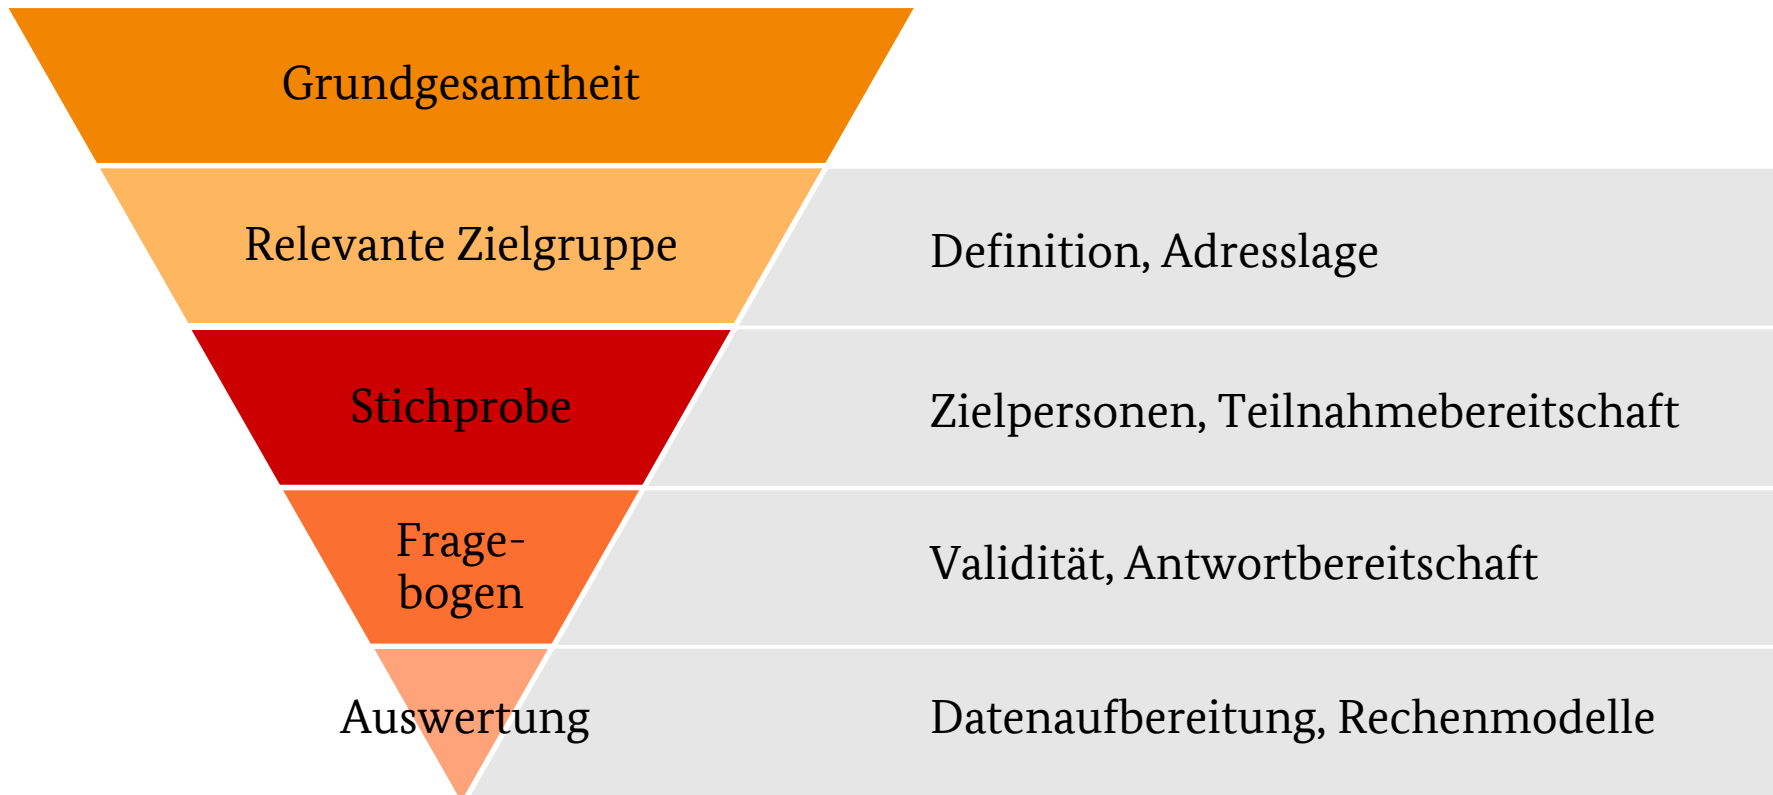 Grundgesamtheit
Relevante Zielgruppe
Definition, Adresslage
Stichprobe
Zielpersonen, Teilnahmebereitschaft
Frage-
bogen
Validität, Antwortbereitschaft
Auswertung
Datenaufbereitung, Rechenmodelle